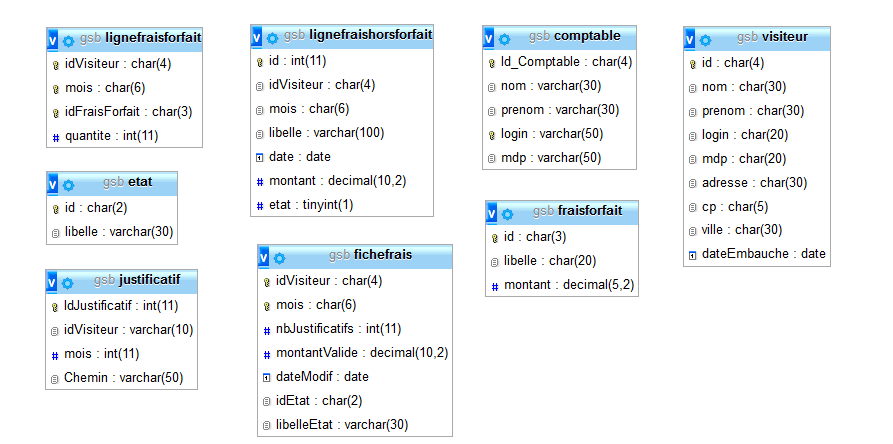 gsb lignefraisforfait
idVisiteur : char(4)
mois : char(6)
idFraisForfait : char(3)
# quantite : int(11)
gsb etat
id : char(2)
libelle : varchar(30)
gsb justificatif
IdJustificatif : int(11)
idVisiteur : varchar(10)
# mois : int(11)
Chemin : varchar(50)
gsb lignefraishorsforfait
id : int(11)
idVisiteur : char(4)
mois : char(6)
libelle : varchar(100)
date : date
# montant : decimal(10,2)
# etat : tinyint(1)
gsb fichefrais
idVisiteur : char(4)
mois : char(6)
# nbJustificatifs : int(11)
# montantValide : decimal(10,2)
dateModif : date
idEtat : char(2)
libelleEtat : varchar(30)
gsb comptable
Id_Comptable : char(4)
nom : varchar(30)
prenom : varchar(30)
login : varchar(50)
mdp : varchar(50)
gsb fraisforfait
id : char(3)
libelle : char(20)
# montant : decimal(5,2)
gsb visiteur
id : char(4)
nom : char(30)
prenom : char(30)
login : char(20)
mdp : char(20)
adresse : char(30)
cp : char(5)
ville : char(30)
dateEmbauche : date